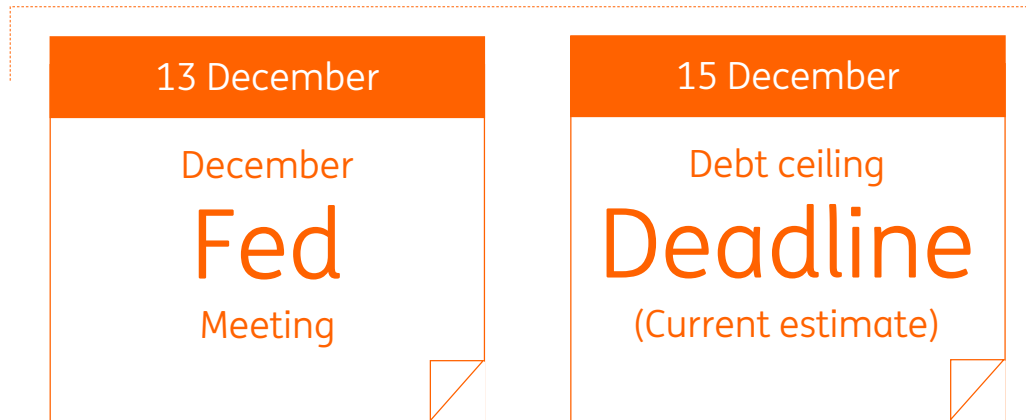 13 December
December
Fed
Meeting
15 December
Debt ceiling
Deadline
(Current estimate)